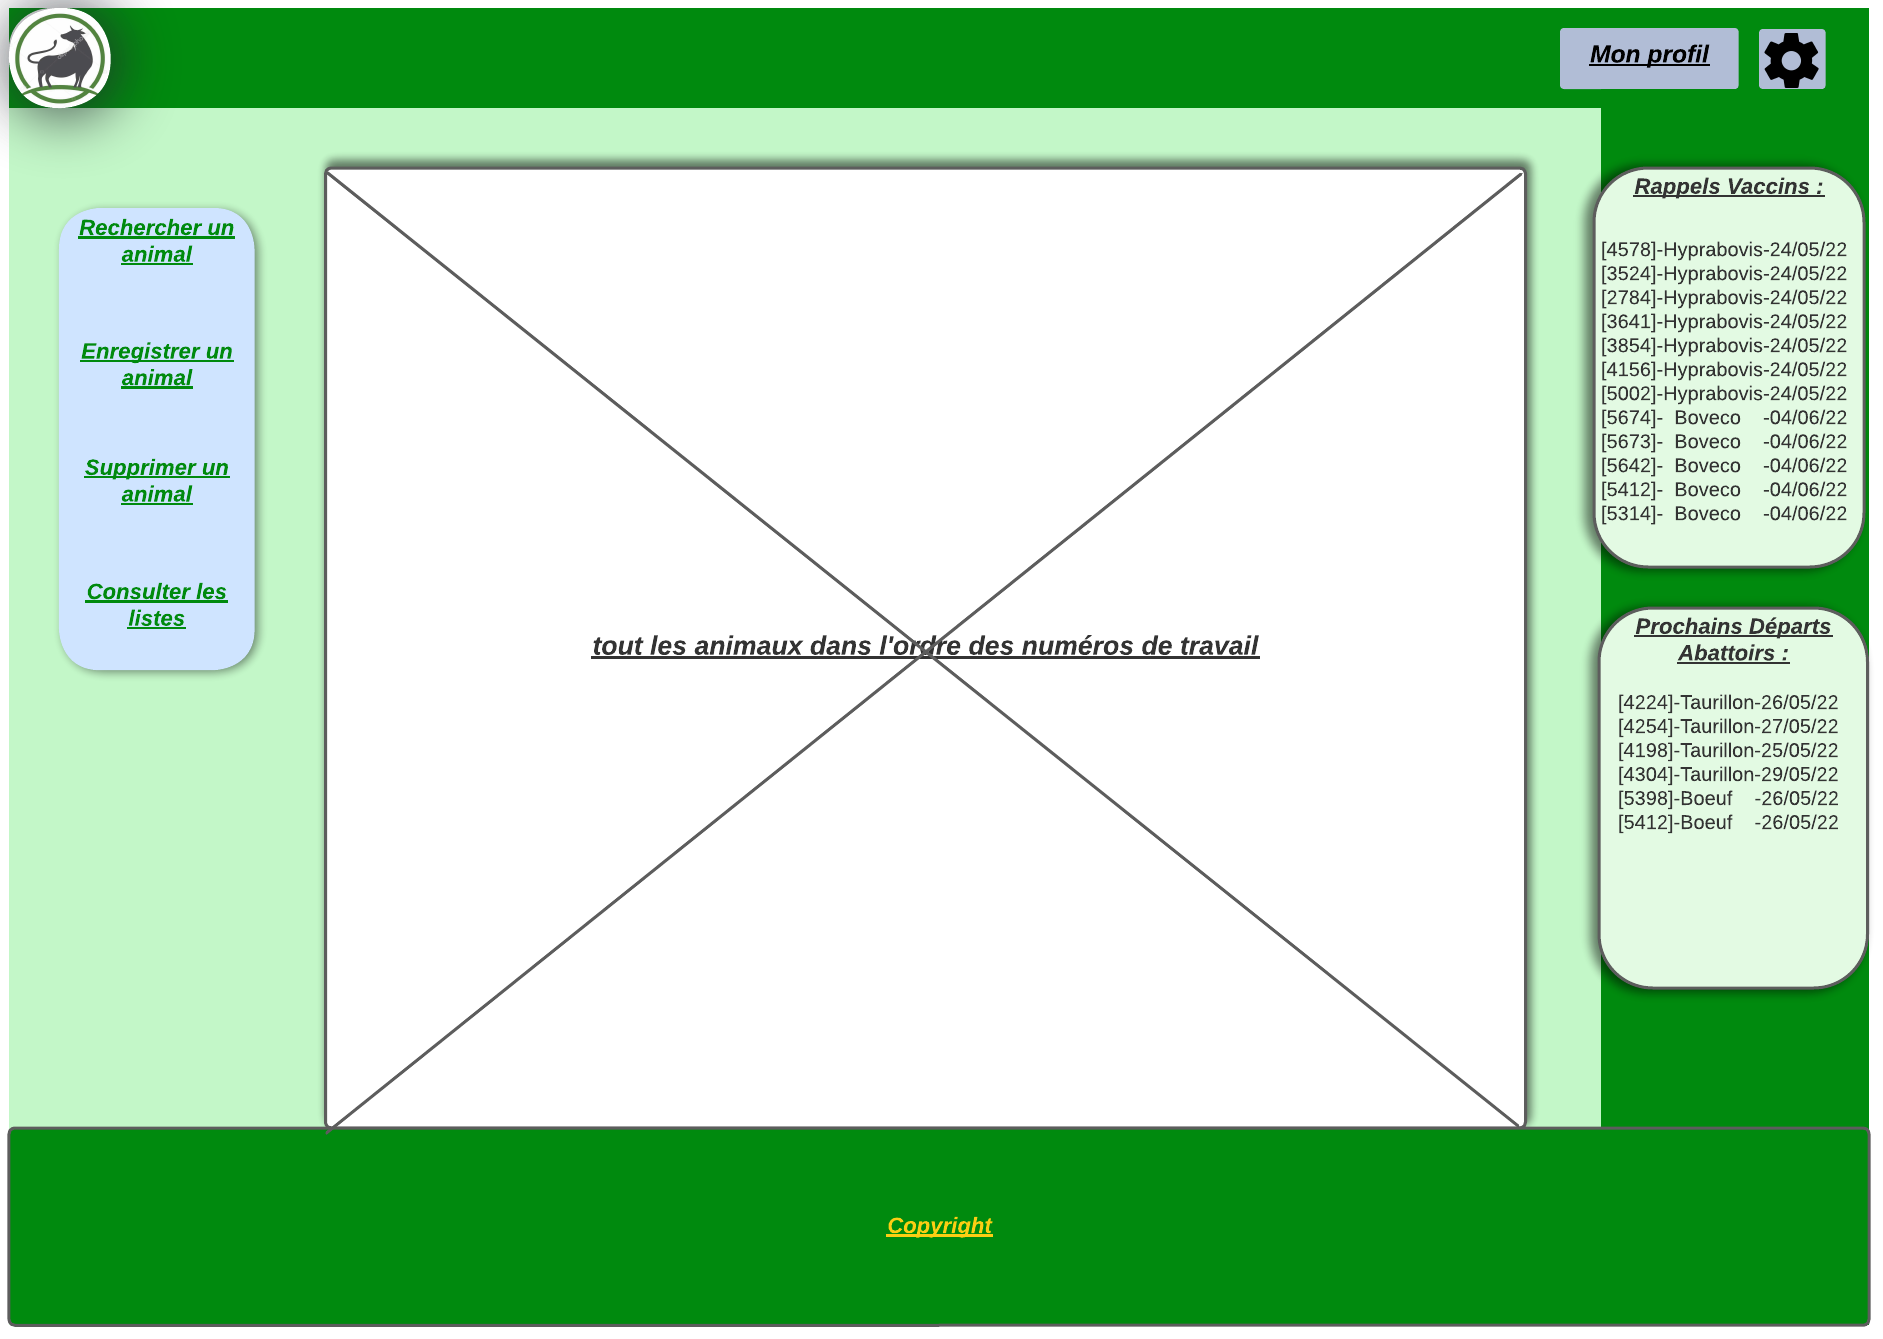 Mon profil
Rechercher un
animal
Enregistrer un
animal
Supprimer un
animal
Consulter les
listes
tout les animaux dans l'ordre des numéros de travail
Rappels Vaccins :
[4578]-Hyprabovis-24/05/22
[3524]-Hyprabovis-24/05/22
[2784]-Hyprabovis-24/05/22
[3641]-Hyprabovis-24/05/22
[3854]-Hyprabovis-24/05/22
[4156]-Hyprabovis-24/05/22
[5002]-Hyprabovis-24/05/22
[5674]- Boveco -04/06/22
[5673]- Boveco -04/06/22
[5642]- Boveco -04/06/22
[5412]- Boveco -04/06/22
[5314]- Boveco -04/06/22
Prochains Départs
Abattoirs :
[4224]-Taurillon-26/05/22
[4254]-Taurillon-27/05/22
[4198]-Taurillon-25/05/22
[4304]-Taurillon-29/05/22
[5398]-Boeuf -26/05/22
[5412]-Boeuf -26/05/22
Copyright